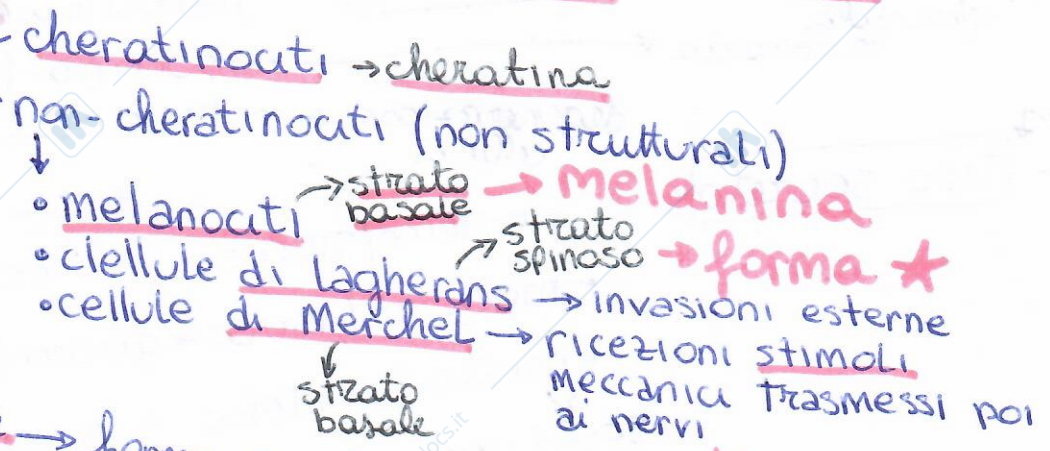 - cheratinociti → cheratina
non-cheratinociti (non strutturali)
↓
• melanociti → strato basale → melanina
• clellule di Lagherans ↗ strato spinoso → forma ★
→ invasioni esterne
• cellule di Merchel → ricezioni stimoli
meccanici trasmessi poi
ai nervi
↓
strato
basale
→